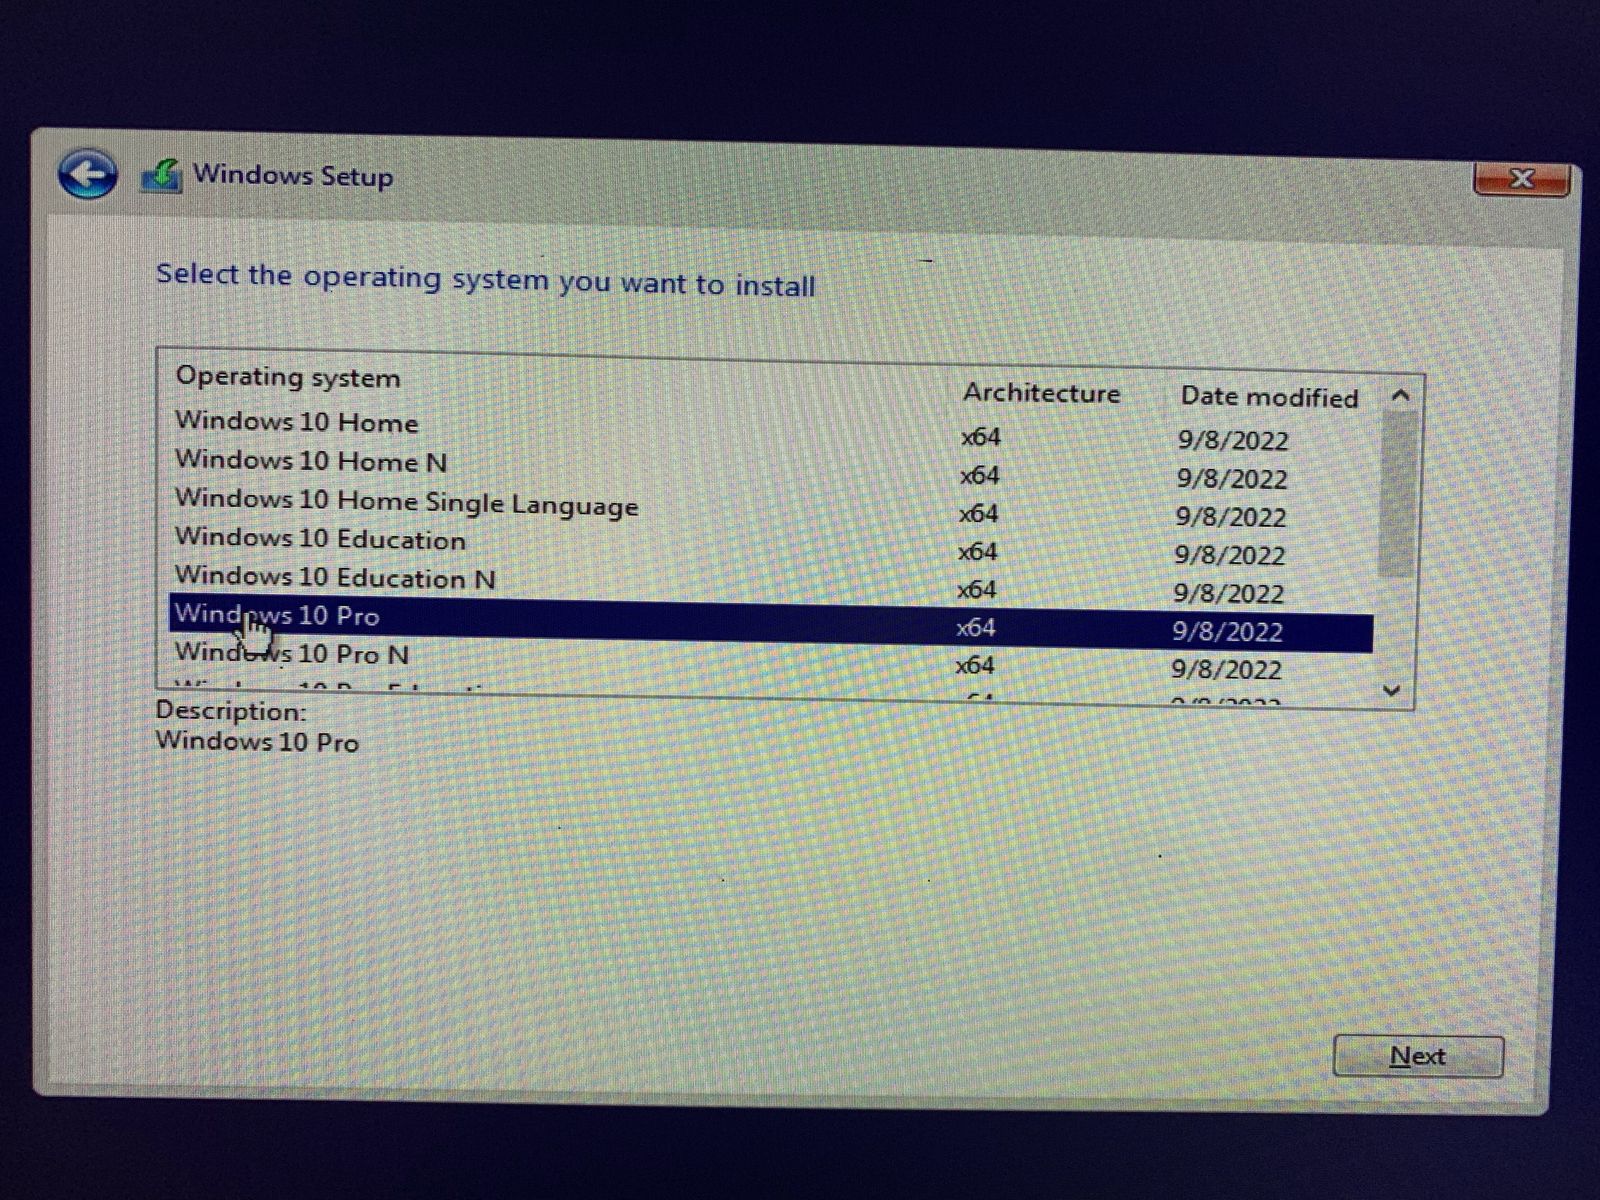 Windows Setup
Select the operating system you want to install
Operating system Architecture Date modified
Windows 10 Home x64 9/8/2022
Windows 10 Home N x64 9/8/2022
Windows 10 Home Single Language x64 9/8/2022
Windows 10 Education x64 9/8/2022
Windows 10 Education N x64 9/8/2022
Windows 10 Pro x64 9/8/2022
Windows 10 Pro N x64 9/8/2022
Description:
Windows 10 Pro
Next